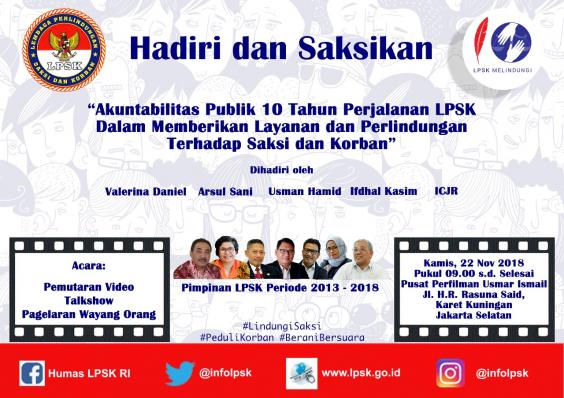 LEMBAGA PERLINDUNGAN
LPSK
SAKSI DAN KORBAN
Hadiri dan Saksikan
LPSK MELINDUNGI
“Akuntabilitas Publik 10 Tahun Perjalanan LPSK
Dalam Memberikan Layanan dan Perlindungan
Terhadap Saksi dan Korban”
Dihadiri oleh
Valerina Daniel Arsul Sani Usman Hamid Ifdhal Kasim ICJR
Acara:
Pemutaran Video
Talkshow
Pagelaran Wayang Orang
Pimpinan LPSK Periode 2013 - 2018
#LindungiSaksi
#PeduliKorban #BeraniBersuara
Kamis, 22 Nov 2018
Pukul 09.00 s.d. Selesai
Pusat Perfilman Usmar Ismail
Jl. H.R. Rasuna Said,
Karet Kuningan
Jakarta Selatan
Humas LPSK RI
@infolpsk
www.lpsk.go.id
@infolpsk